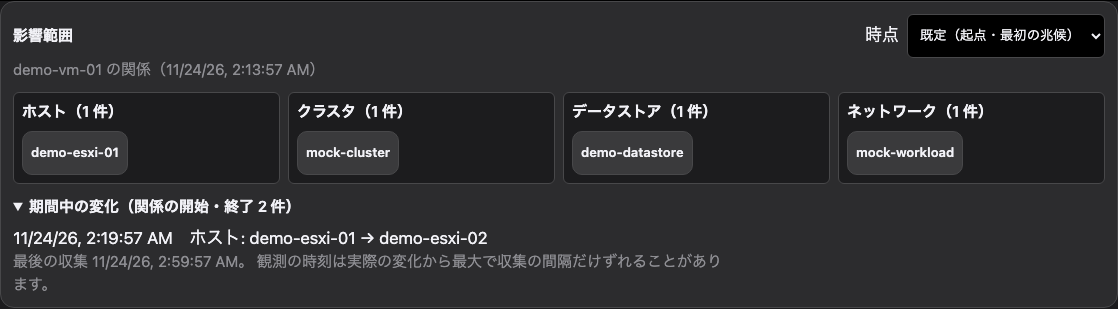 影響範囲
時点 既定（起点・最初の兆候）
demo-vm-01 の関係（11/24/26, 2:13:57 AM）
ホスト（1 件） クラスタ（1 件） データストア（1 件） ネットワーク（1 件）
demo-esxi-01 mock-cluster demo-datastore mock-workload
▼ 期間中の変化（関係の開始・終了 2 件）
11/24/26, 2:19:57 AM ホスト: demo-esxi-01 → demo-esxi-02
最後の収集 11/24/26, 2:59:57 AM。 観測の時刻は実際の変化から最大で収集の間隔だけずれることがあり
ます。